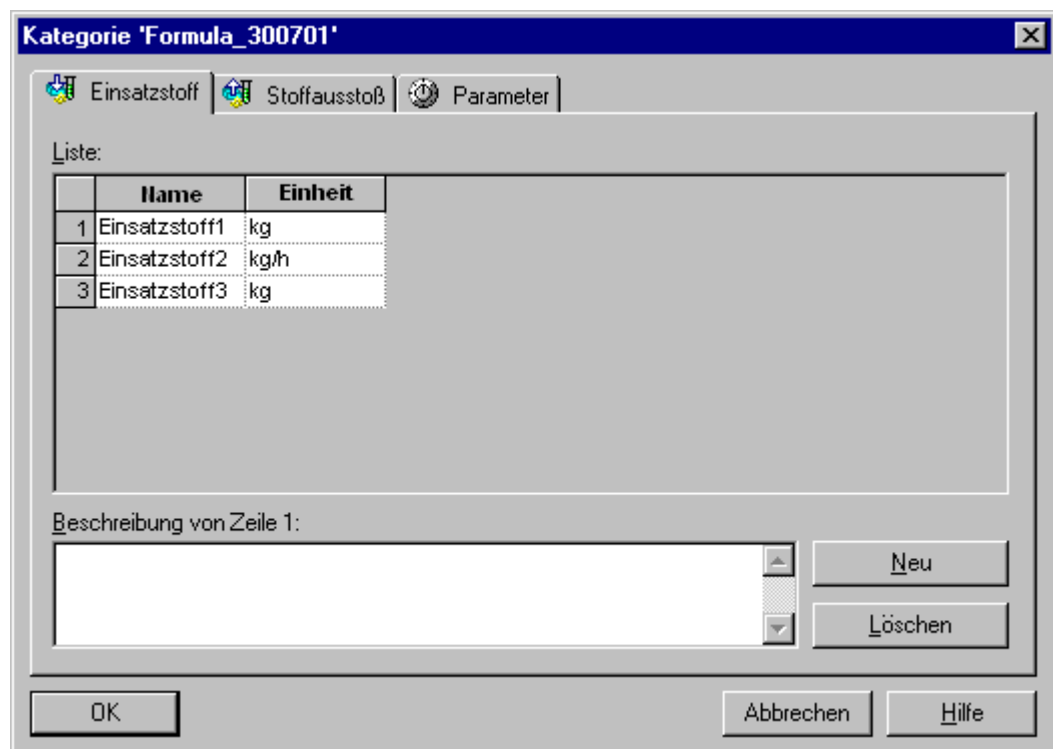 Kategorie 'Formula_300701'
Einsatzstoff Stoffausstoß Parameter
Liste:
Name Einheit
1 Einsatzstoff1 kg
2 Einsatzstoff2 kg/h
3 Einsatzstoff3 kg
Beschreibung von Zeile 1:
Neu
Löschen
OK Abbrechen Hilfe